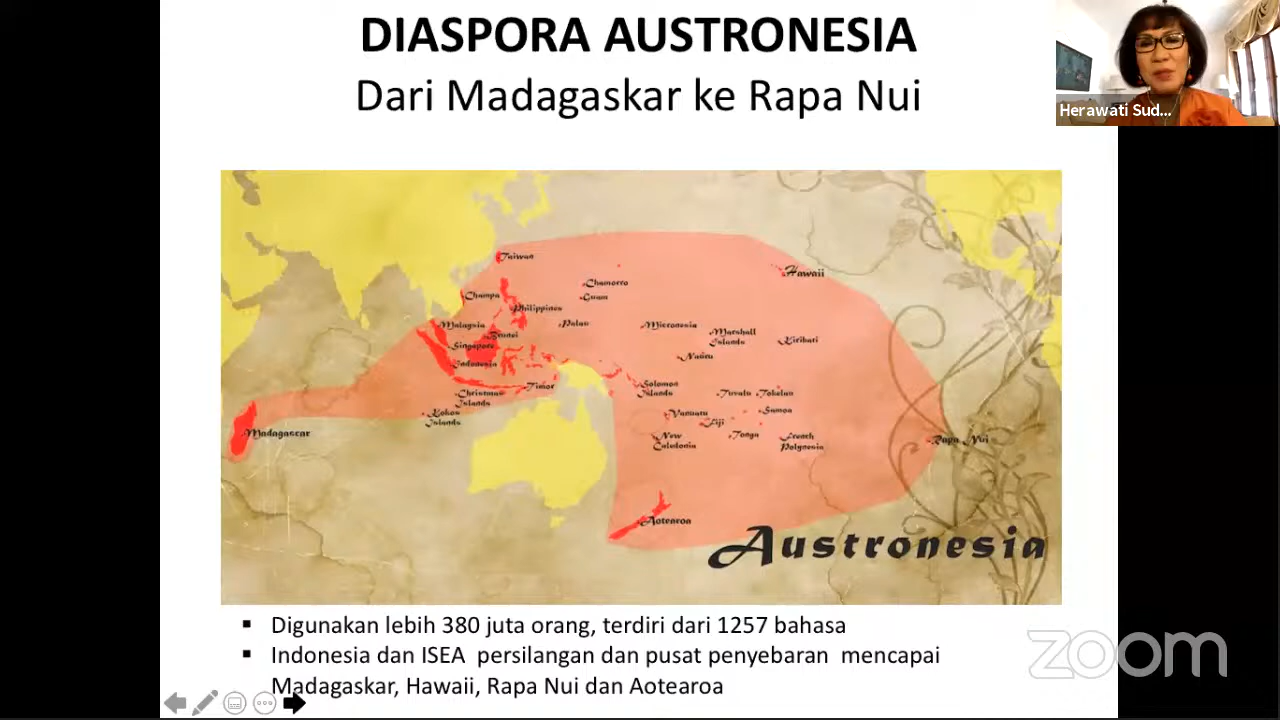 DIASPORA AUSTRONESIA
Dari Madagaskar ke Rapa Nui
Herawati Sud...
Taiwan
Hawaii
Chamorro
Guam
Champa
Philippines
Palau
Malaysia
Brunei
Singapore
Indonesia
Micronesia
Marshall
Islands
Kiribati
Nauru
Timor
Christmas
Islands
Kokos
Islands
Solomon
Islands
Tuvalu
Tokelau
Vanuatu
Samoa
Fiji
New
Caledonia
Tonga
French
Polynesia
Madagascar
Rapa Nui
Aotearoa
Austronesia
▪ Digunakan lebih 380 juta orang, terdiri dari 1257 bahasa
▪ Indonesia dan ISEA persilangan dan pusat penyebaran mencapai
Madagaskar, Hawaii, Rapa Nui dan Aotearoa
zoom